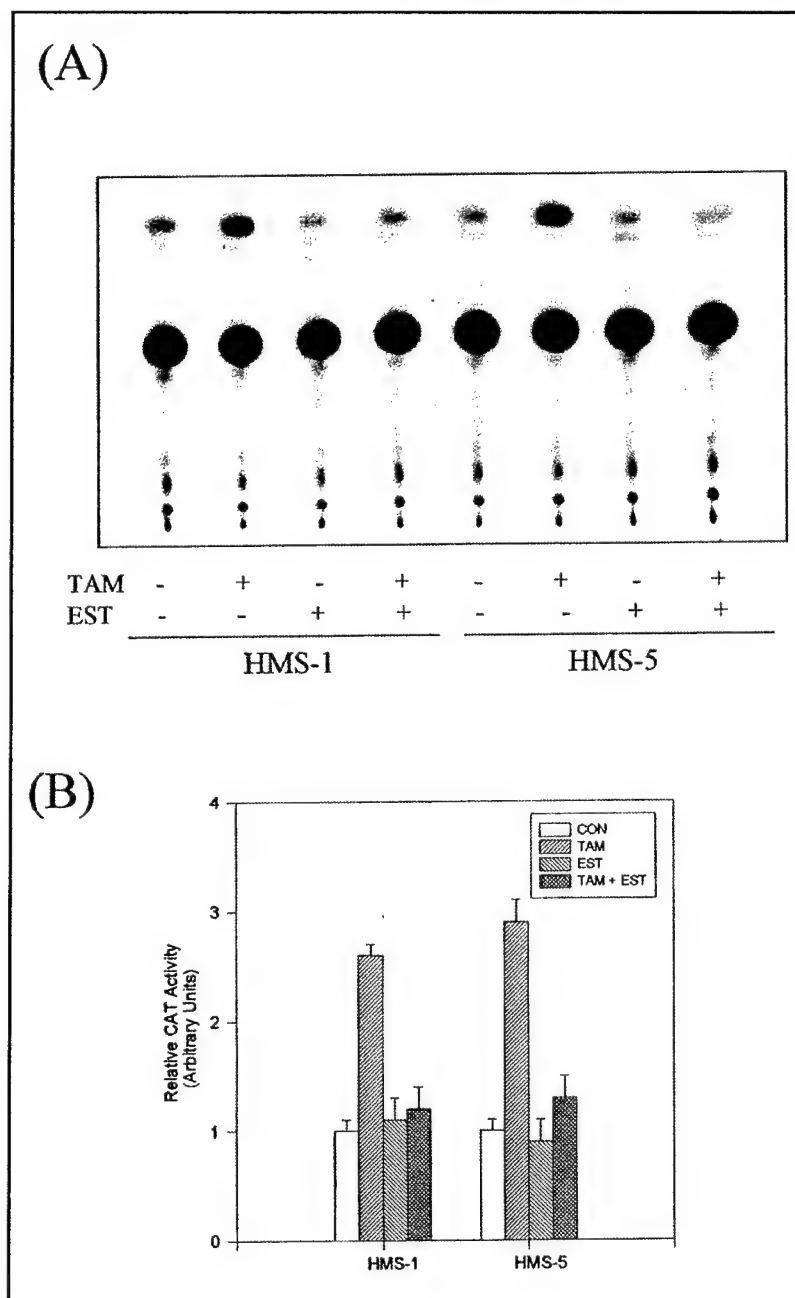 (A)
TAM - + - + - + - +
EST - - + + - - + +
HMS-1 HMS-5
(B)
4
3
2
1
0
Relative CAT Activity
(Arbitrary Units)
CON
TAM
EST
TAM + EST
HMS-1 HMS-5